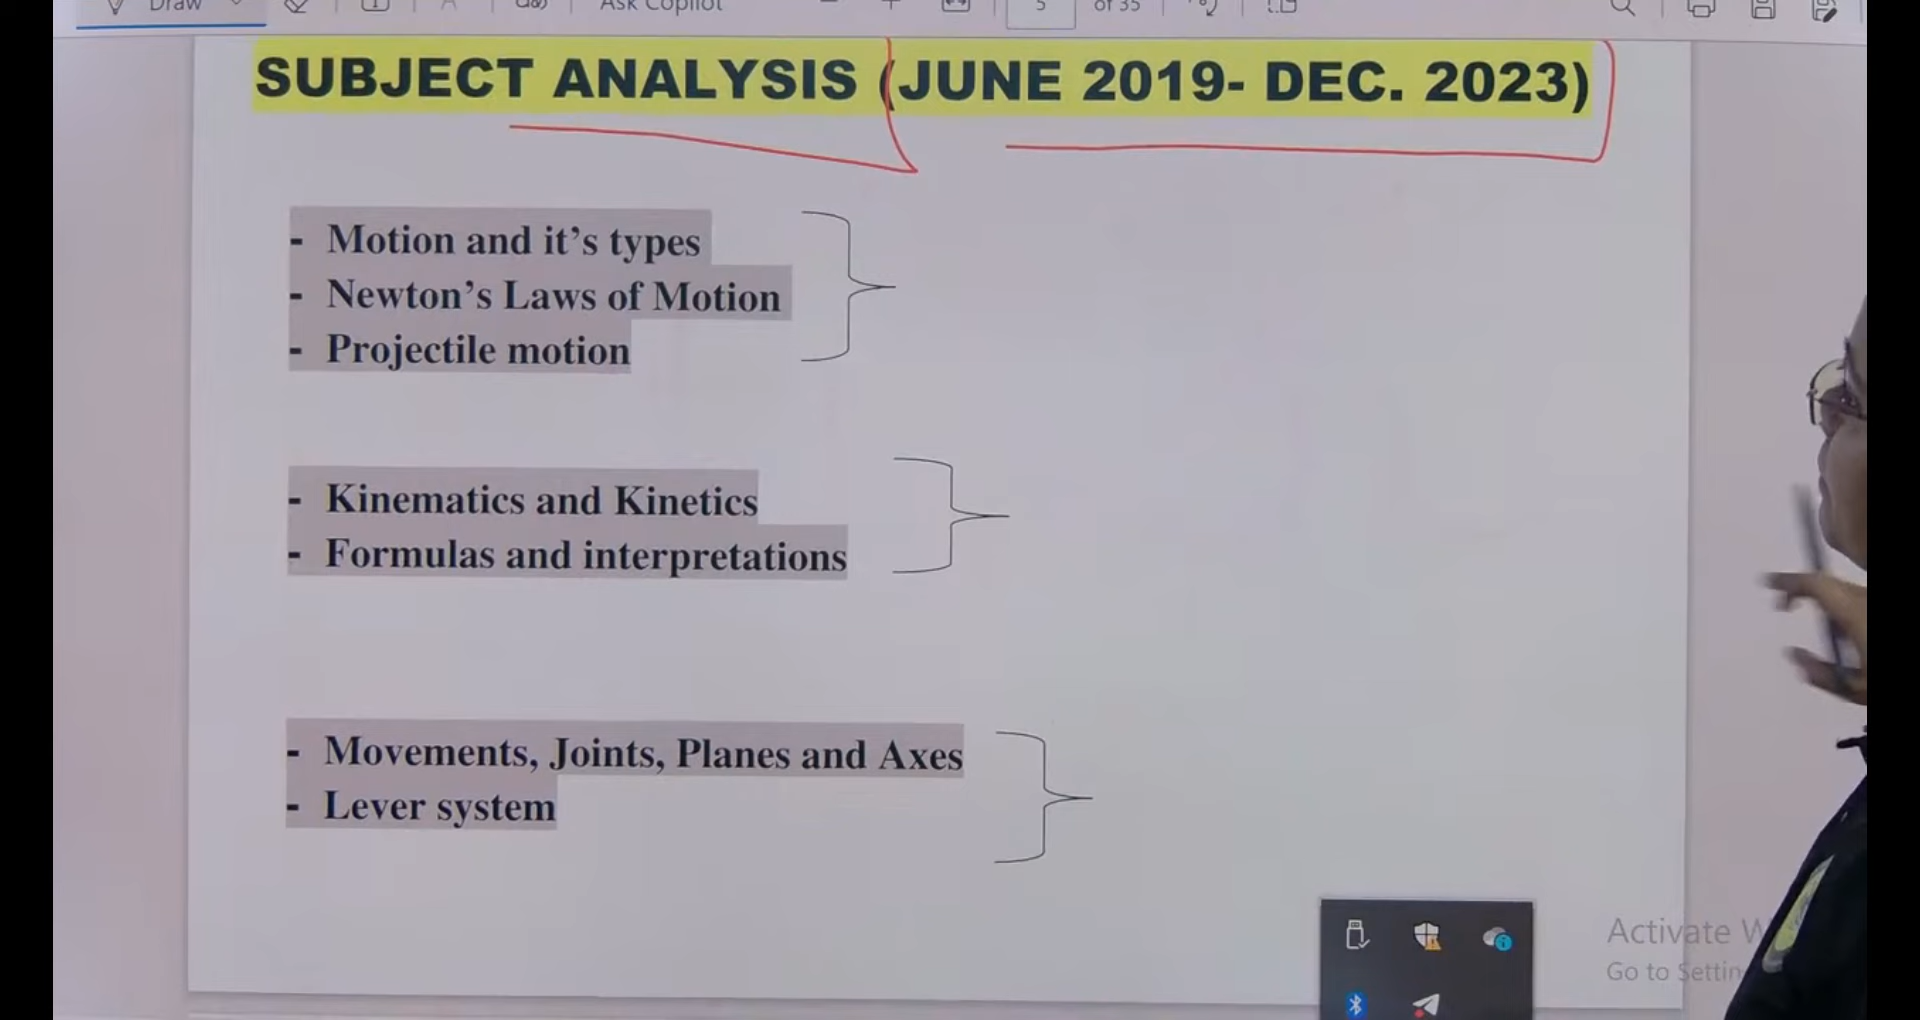 Draw
Ask Copilot
5 of 35
SUBJECT ANALYSIS (JUNE 2019- DEC. 2023)
- Motion and it's types
- Newton's Laws of Motion
- Projectile motion
- Kinematics and Kinetics
- Formulas and interpretations
- Movements, Joints, Planes and Axes
- Lever system
Activate
Go to